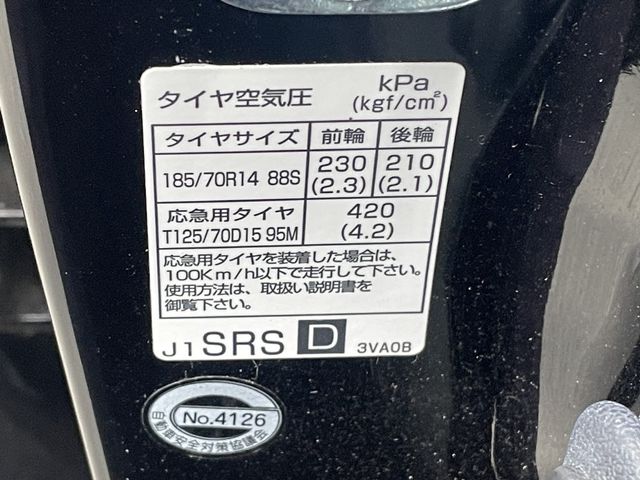 タイヤ空気圧 kPa (kgf/cm²)
タイヤサイズ 前輪 後輪
185/70R14 88S 230 (2.3) 210 (2.1)
応急用タイヤ
T125/70D15 95M 420 (4.2)
応急用タイヤを装着した場合は、
100Km/h以下で走行して下さい。
使用方法は、取扱い説明書を
御覧下さい。
J1SRS D 3VA0B
No.4126
自動車安全対策協議会